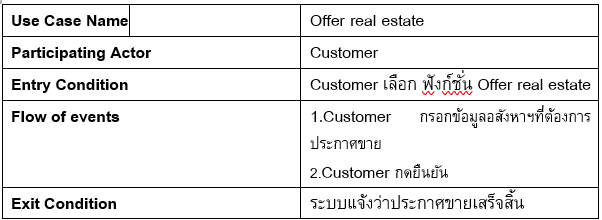 Use Case Name Offer real estate
Participating Actor Customer
Entry Condition Customer เลือก ฟังก์ชั่น Offer real estate
Flow of events 1.Customer กรอกข้อมูลอสังหาฯที่ต้องการ
ประกาศขาย
2.Customer กดยืนยัน
Exit Condition ระบบแจ้งว่าประกาศขายเสร็จสิ้น